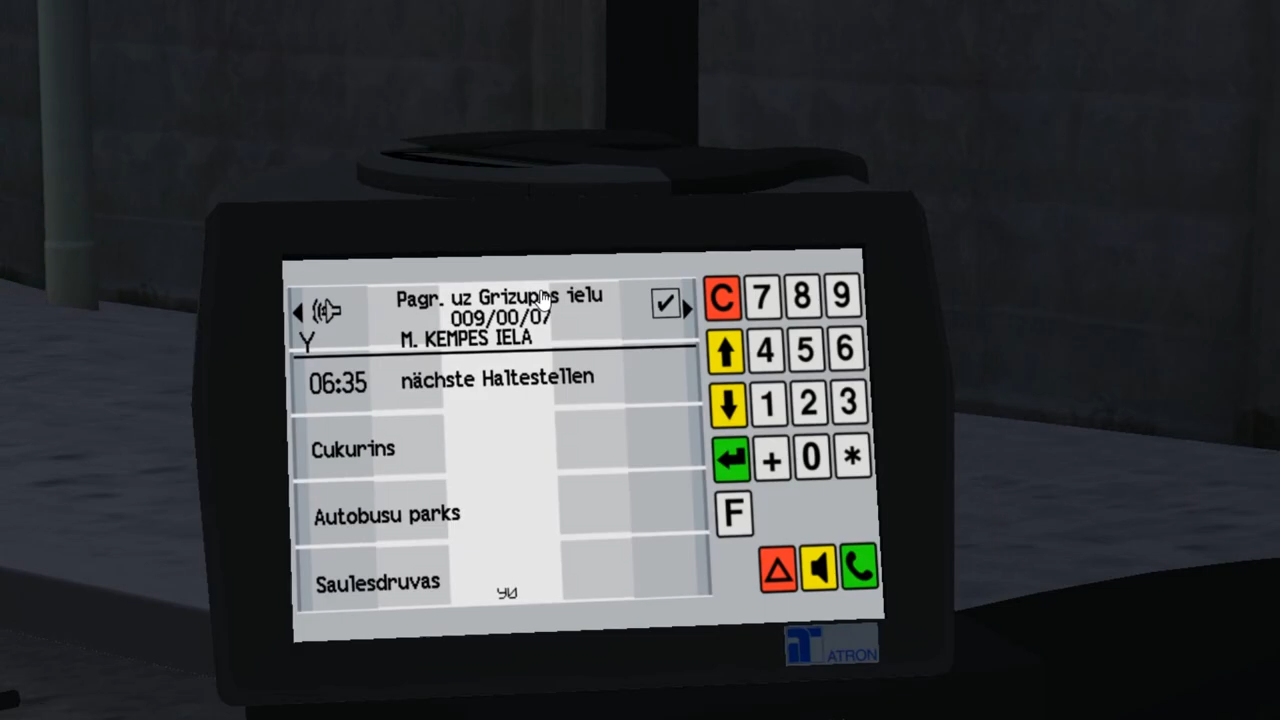 Pagr. uz Grizupes ielu
009/00/07
Y M. KEMPES IELA
06:35 nächste Haltestellen
Cukurins
Autobusu parks
Saulesdruvas
C 7 8 9
4 5 6
1 2 3
+ 0 *
F
ATRON